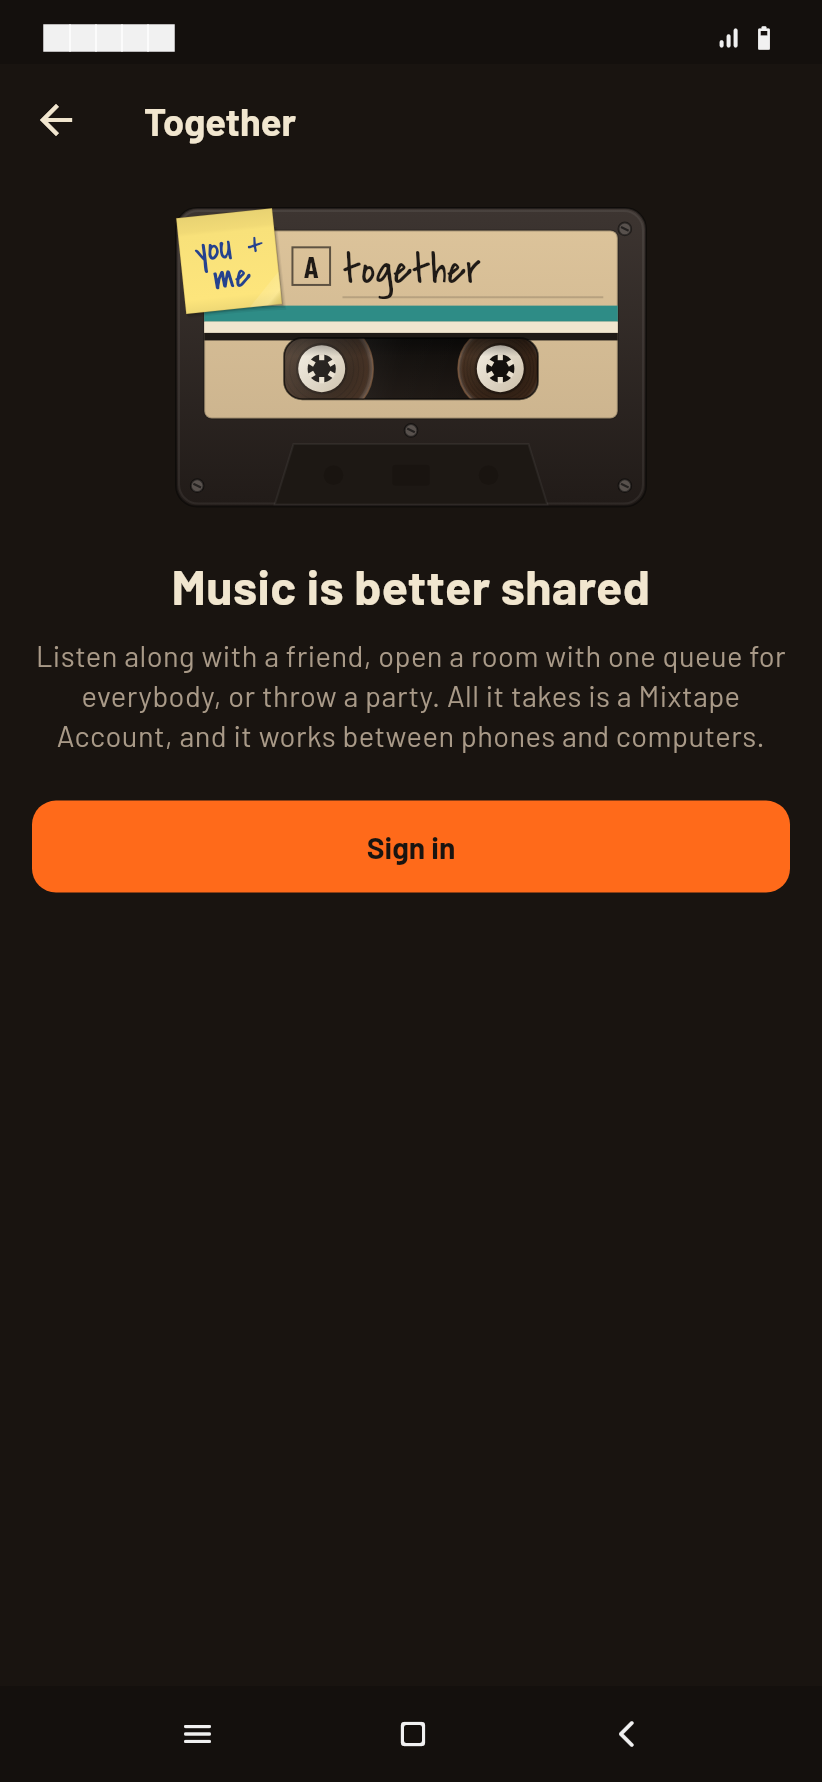 Together
you +
me
A together
Music is better shared
Listen along with a friend, open a room with one queue for
everybody, or throw a party. All it takes is a Mixtape
Account, and it works between phones and computers.
Sign in